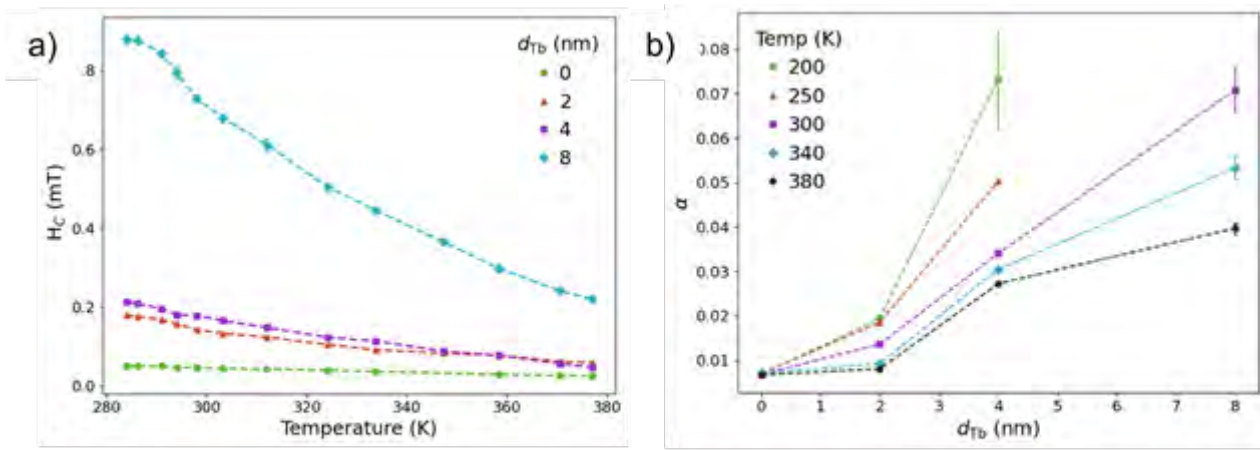 a)
H_C (mT)
.8
0.6
0.4
0.2
0.0
280 300 320 340 360 380
Temperature (K)
d_Tb (nm)
0
2
4
8
b)
α
0.08
0.07
0.06
0.05
0.04
0.03
0.02
0.01
0 1 2 3 4 5 6 7 8
d_Tb (nm)
Temp (K)
200
250
300
340
380